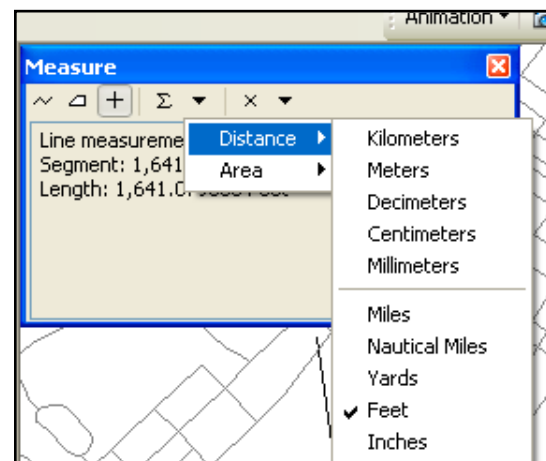 Animation
Measure
Σ
Line measureme
Segment: 1,641
Length: 1,641.0
Distance
Area
Kilometers
Meters
Decimeters
Centimeters
Millimeters
Miles
Nautical Miles
Yards
Feet
Inches